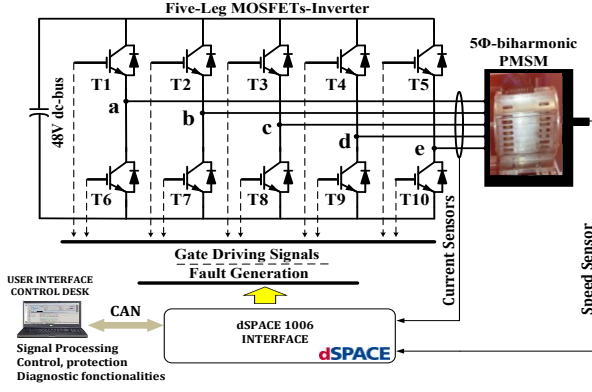 Five-Leg MOSFETs-Inverter
5Φ-biharmonic
PMSM
48V dc-bus
T1
T2
T3
T4
T5
a
b
c
d
e
T6
T7
T8
T9
T10
Gate Driving Signals
Fault Generation
Current Sensors
Speed Sensor
USER INTERFACE
CONTROL DESK
CAN
dSPACE 1006
INTERFACE
dSPACE
Signal Processing
Control, protection
Diagnostic fonctionalities